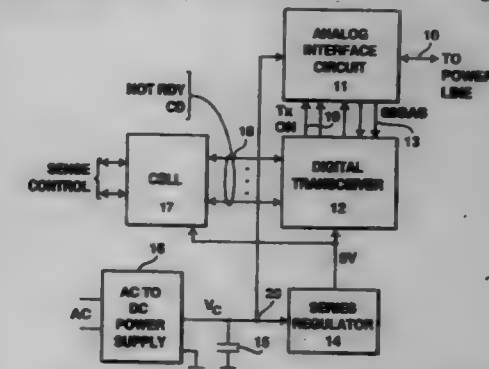 ANALOG
INTERFACE
CIRCUIT
11
10
TO
POWER
LINE
NOT RDY
CD
Tx
ON
19
13
18
SENSE
CONTROL
CELL
17
DIGITAL
TRANSCEIVER
12
16
5V
AC
AC TO
DC
POWER
SUPPLY
VC
20
15
SERIES
REGULATOR
14